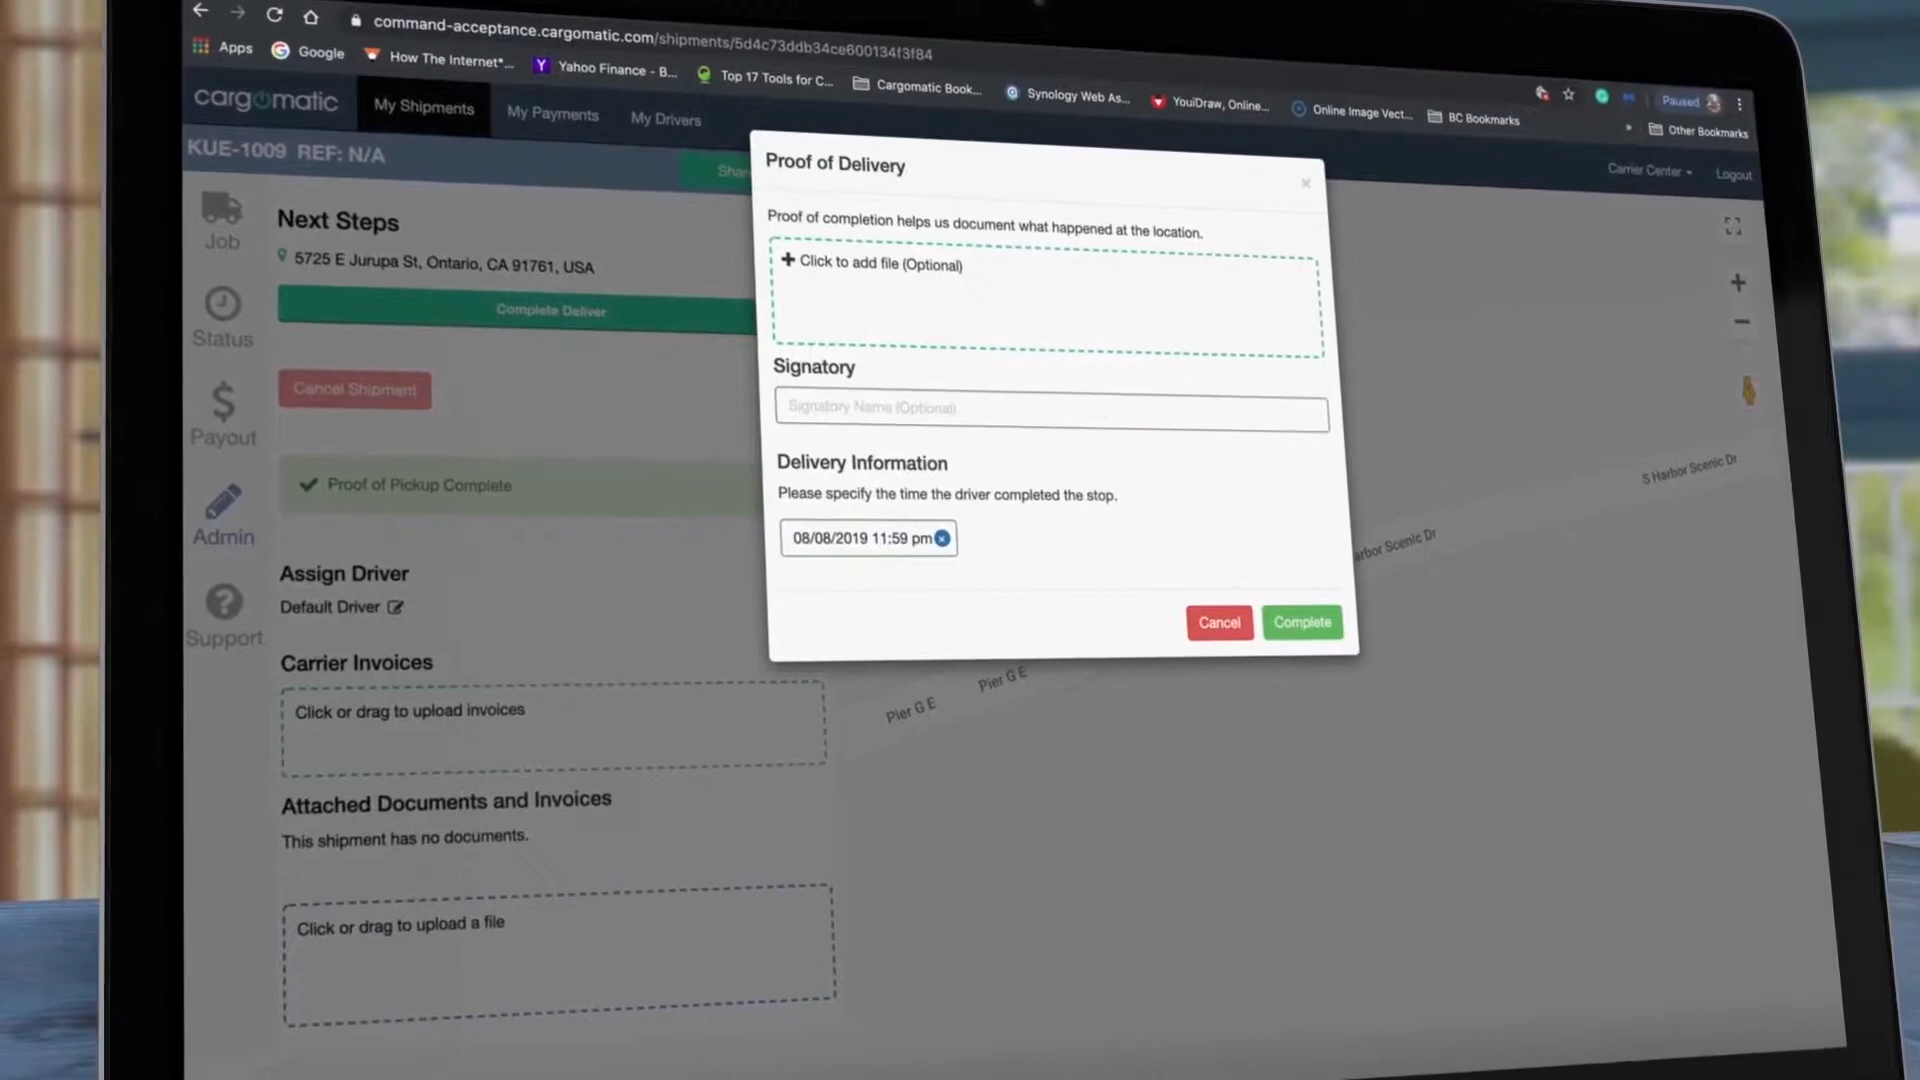 command-acceptance.cargomatic.com/shipments/5d4c73ddb34ce600134f3f84
Apps Google How The Internet*... Yahoo Finance - B... Top 17 Tools for C... Cargomatic Book... Synology Web As... YouiDraw, Online... Online Image Vect... BC Bookmarks
Paused
» Other Bookmarks
cargomatic My Shipments My Payments My Drivers
Carrier Center Logout
KUE-1009 REF: N/A
Shar
Job
Status
Payout
Admin
Support
Next Steps
5725 E Jurupa St, Ontario, CA 91761, USA
Complete Deliver
Cancel Shipment
Proof of Pickup Complete
Assign Driver
Default Driver
Carrier Invoices
Click or drag to upload invoices
Attached Documents and Invoices
This shipment has no documents.
Click or drag to upload a file
Proof of Delivery
×
Proof of completion helps us document what happened at the location.
+ Click to add file (Optional)
Signatory
Signatory Name (Optional)
Delivery Information
Please specify the time the driver completed the stop.
08/08/2019 11:59 pm
Cancel Complete
S Harbor Scenic Dr
arbor Scenic Dr
Pier G E
Pier G E